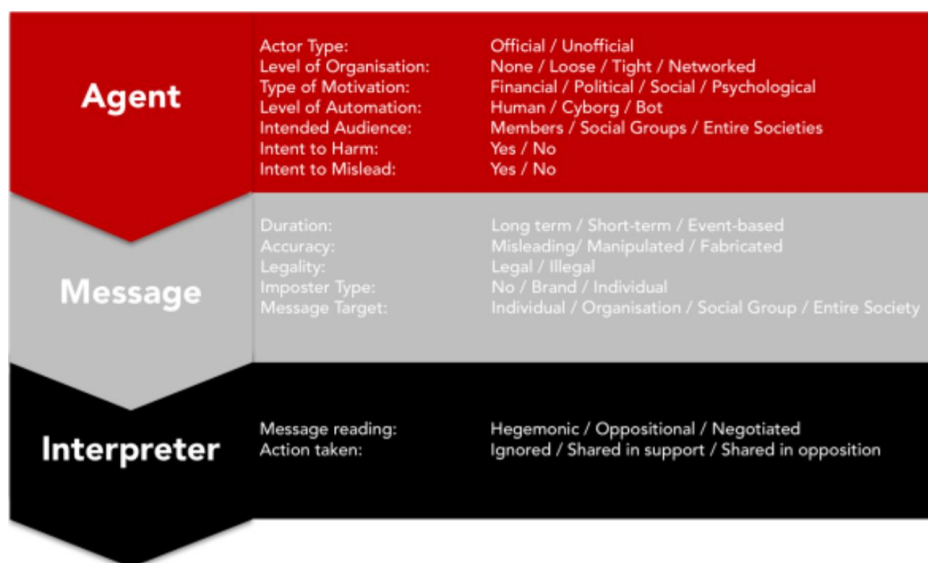 Agent
Actor Type: Official / Unofficial
Level of Organisation: None / Loose / Tight / Networked
Type of Motivation: Financial / Political / Social / Psychological
Level of Automation: Human / Cyborg / Bot
Intended Audience: Members / Social Groups / Entire Societies
Intent to Harm: Yes / No
Intent to Mislead: Yes / No
Message
Duration: Long term / Short-term / Event-based
Accuracy: Misleading/ Manipulated / Fabricated
Legality: Legal / Illegal
Imposter Type: No / Brand / Individual
Message Target: Individual / Organisation / Social Group / Entire Society
Interpreter
Message reading: Hegemonic / Oppositional / Negotiated
Action taken: Ignored / Shared in support / Shared in opposition